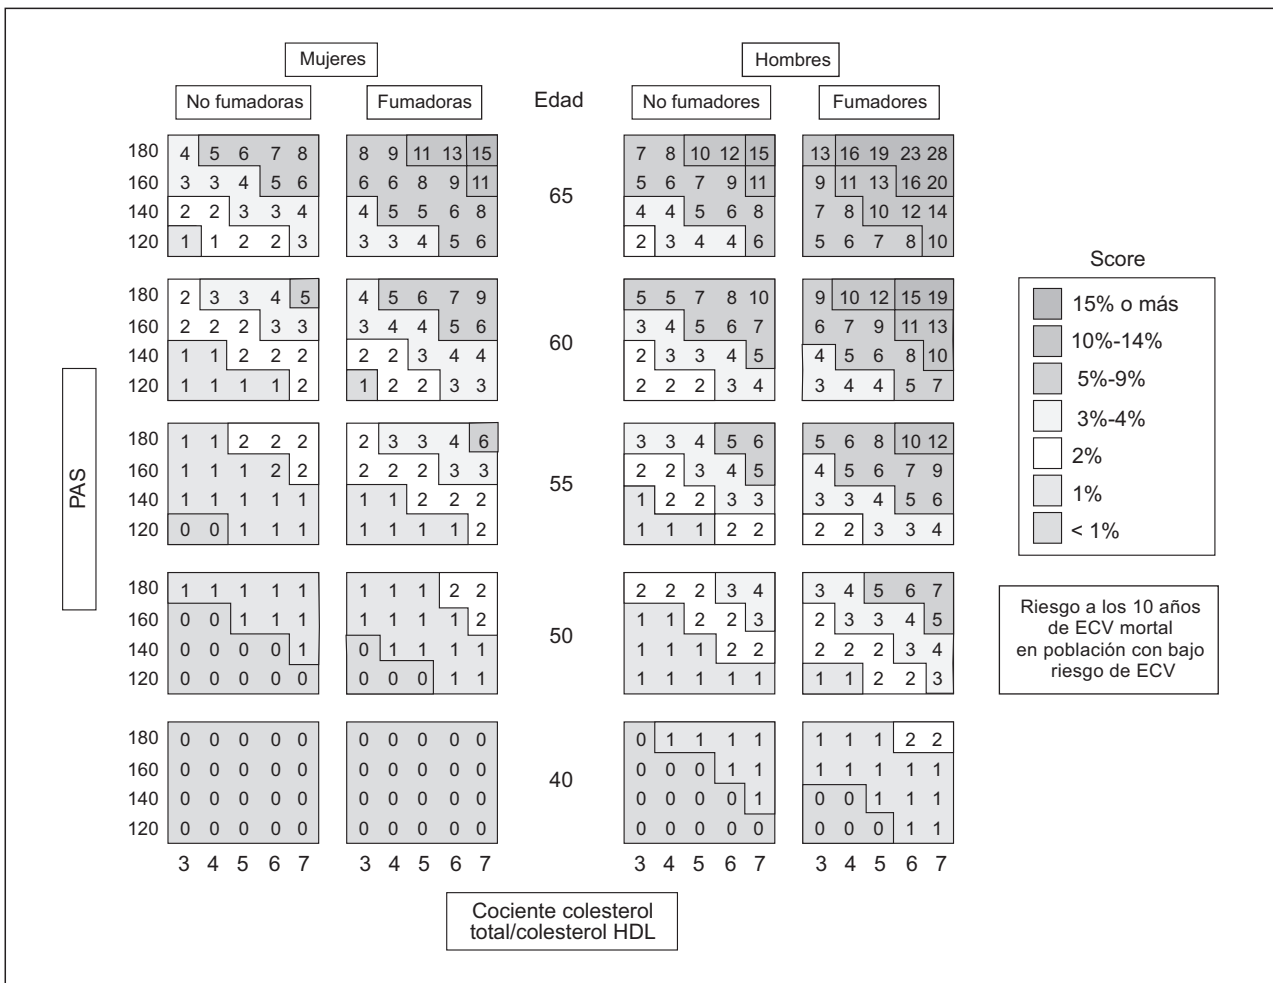 Mujeres Hombres
No fumadoras Fumadoras Edad No fumadores Fumadores
180 4 5 6 7 8 8 9 11 13 15 7 8 10 12 15 13 16 19 23 28
160 3 3 4 5 6 6 6 8 9 11 65 5 6 7 9 11 9 11 13 16 20
140 2 2 3 3 4 4 5 5 6 8 4 4 5 6 8 7 8 10 12 14
120 1 1 2 2 3 3 3 4 5 6 2 3 4 4 6 5 6 7 8 10
180 2 3 3 4 5 4 5 6 7 9 5 5 7 8 10 9 10 12 15 19
160 2 2 2 3 3 3 4 4 5 6 60 3 4 5 6 7 6 7 9 11 13
140 1 1 2 2 2 2 2 3 4 4 2 3 3 4 5 4 5 6 8 10
120 1 1 1 1 2 1 2 2 3 3 2 2 2 3 4 3 4 4 5 7
180 1 1 2 2 2 2 3 3 4 6 3 3 4 5 6 5 6 8 10 12
160 1 1 1 2 2 2 2 2 3 3 55 2 2 3 4 5 4 5 6 7 9
140 1 1 1 1 1 1 1 2 2 2 1 2 2 3 3 3 3 4 5 6
120 0 0 1 1 1 1 1 1 1 2 1 1 1 2 2 2 2 3 3 4
180 1 1 1 1 1 1 1 1 2 2 2 2 2 3 4 3 4 5 6 7
160 0 0 1 1 1 1 1 1 1 2 50 1 1 2 2 3 2 3 3 4 5
140 0 0 0 0 1 0 1 1 1 1 1 1 1 2 2 2 2 2 3 4
120 0 0 0 0 0 0 0 0 1 1 1 1 1 1 1 1 1 2 2 3
180 0 0 0 0 0 0 0 0 0 0 0 1 1 1 1 1 1 1 2 2
160 0 0 0 0 0 0 0 0 0 0 40 0 0 0 1 1 1 1 1 1 1
140 0 0 0 0 0 0 0 0 0 0 0 0 0 0 1 0 0 1 1 1
120 0 0 0 0 0 0 0 0 0 0 0 0 0 0 0 0 0 0 1 1
3 4 5 6 7 3 4 5 6 7 3 4 5 6 7 3 4 5 6 7
PAS
Cociente colesterol
total/colesterol HDL
Score
15% o más
10%-14%
5%-9%
3%-4%
2%
1%
< 1%
Riesgo a los 10 años
de ECV mortal
en población con bajo
riesgo de ECV